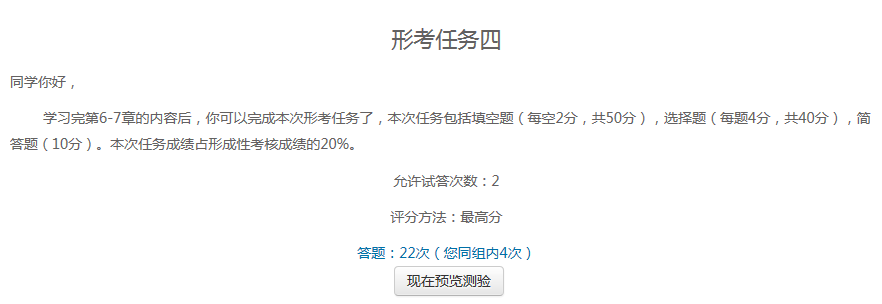 形考任务四
同学你好，
学习完第6-7章的内容后，你可以完成本次形考任务了，本次任务包括填空题（每空2分，共50分），选择题（每题4分，共40分），简
答题（10分）。本次任务成绩占形成性考核成绩的20%。
允许试答次数：2
评分方法：最高分
答题：22次（您同组内4次）
现在预览测验